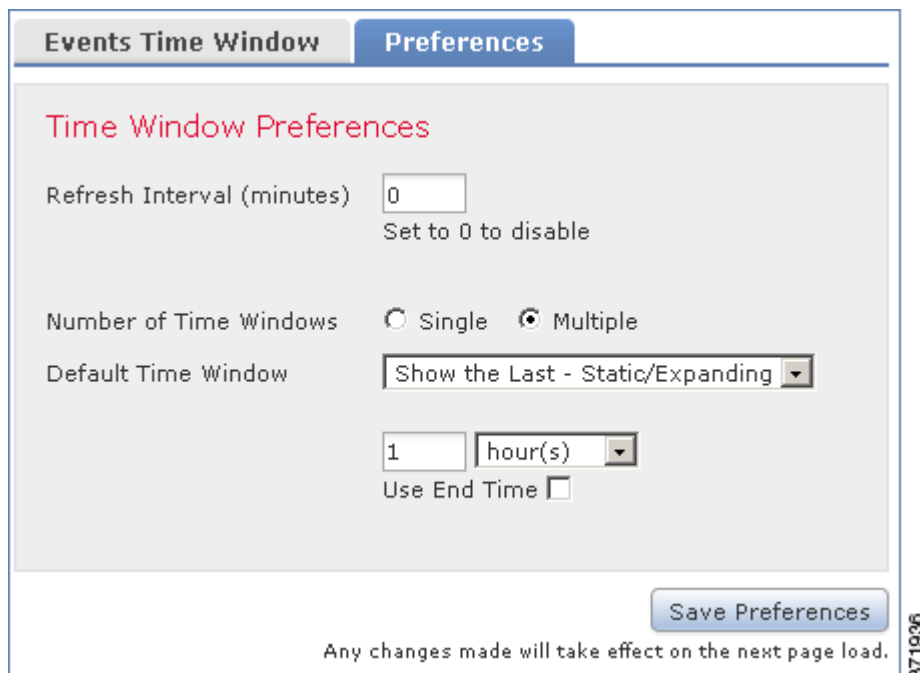 Events Time Window Preferences
Time Window Preferences
Refresh Interval (minutes) 0
Set to 0 to disable
Number of Time Windows Single Multiple
Default Time Window Show the Last - Static/Expanding
1 hour(s)
Use End Time
Save Preferences
Any changes made will take effect on the next page load.
371936